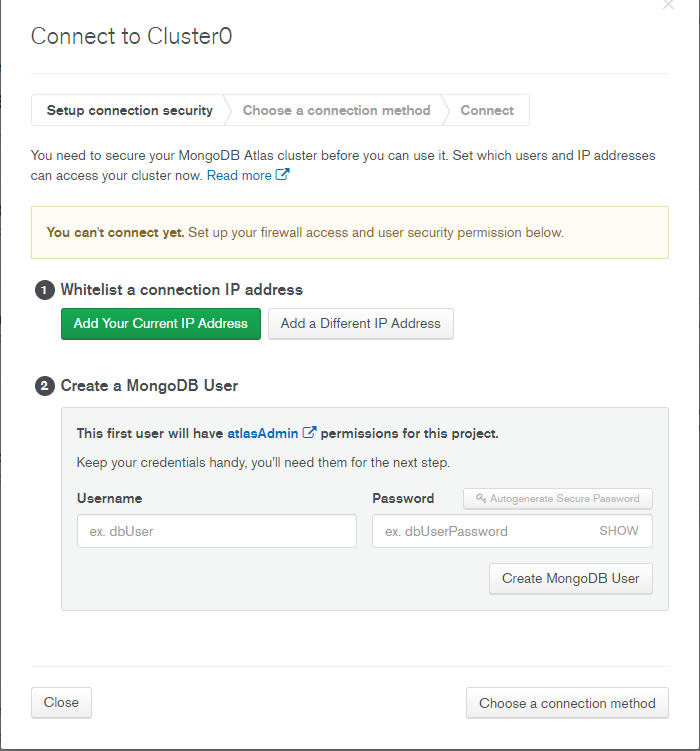 Connect to Cluster0
Setup connection security
Choose a connection method
Connect
You need to secure your MongoDB Atlas cluster before you can use it. Set which users and IP addresses
can access your cluster now. Read more
You can't connect yet. Set up your firewall access and user security permission below.
1 Whitelist a connection IP address
Add Your Current IP Address
Add a Different IP Address
2 Create a MongoDB User
This first user will have atlasAdmin permissions for this project.
Keep your credentials handy, you'll need them for the next step.
Username
Password
Autogenerate Secure Password
ex. dbUser
ex. dbUserPassword
SHOW
Create MongoDB User
Close
Choose a connection method